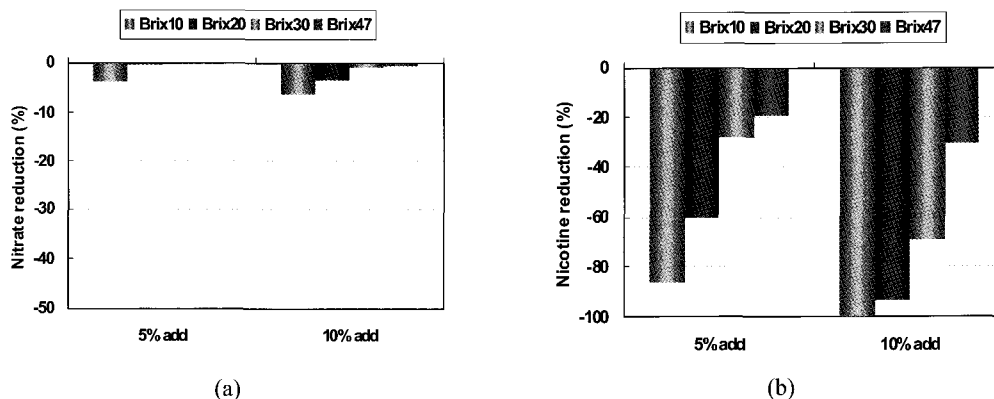 Brix10 Brix20 Brix30 Brix47
Nitrate reduction (%)
0
-10
-20
-30
-40
-50
5% add 10% add
(a)
Brix10 Brix20 Brix30 Brix47
Nicotine reduction (%)
0
-20
-40
-60
-80
-100
5% add 10% add
(b)